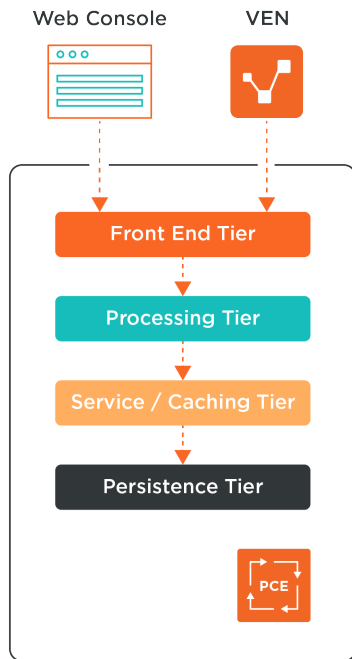 Web Console
VEN
Front End Tier
Processing Tier
Service / Caching Tier
Persistence Tier
PCE